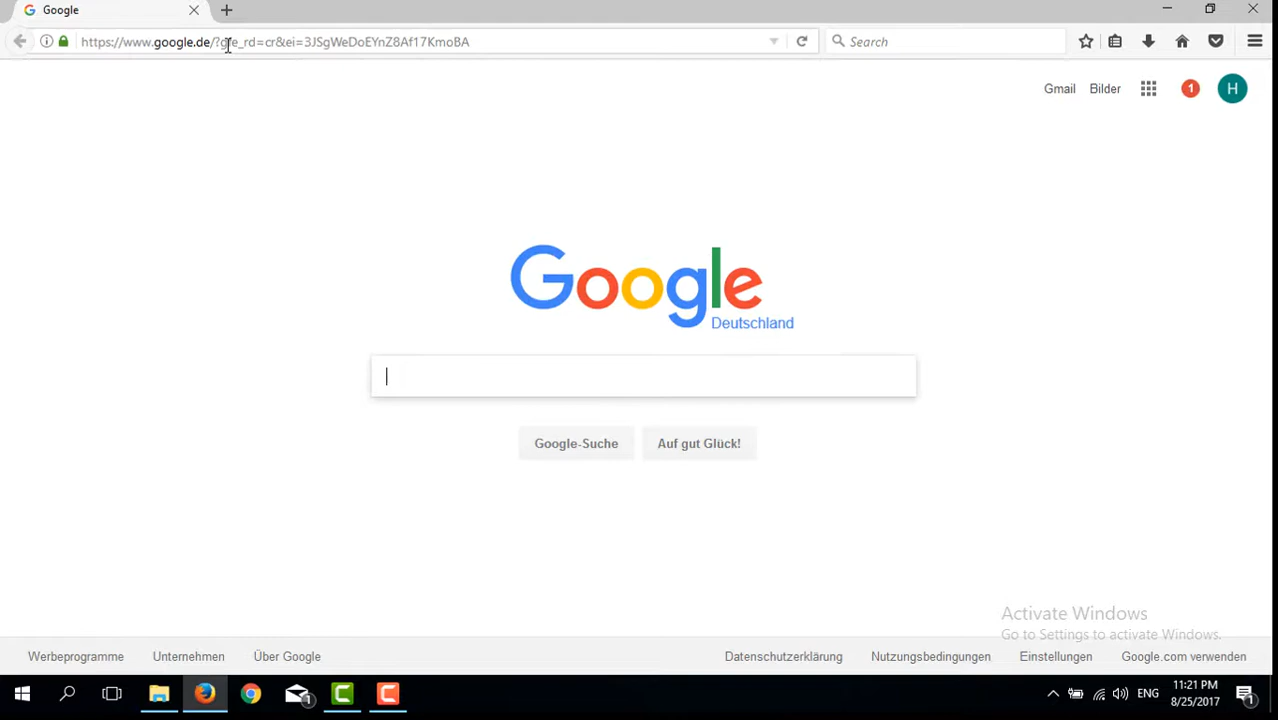 Google
https://www.google.de/?gfe_rd=cr&ei=3JSgWeDoEYnZ8Af17KmoBA
Search
Gmail
Bilder
1
H
Google
Deutschland
Google-Suche
Auf gut Glück!
Activate Windows
Go to Settings to activate Windows.
Werbeprogramme
Unternehmen
Über Google
Datenschutzerklärung
Nutzungsbedingungen
Einstellungen
Google.com verwenden
1
ENG
11:21 PM
8/25/2017
1